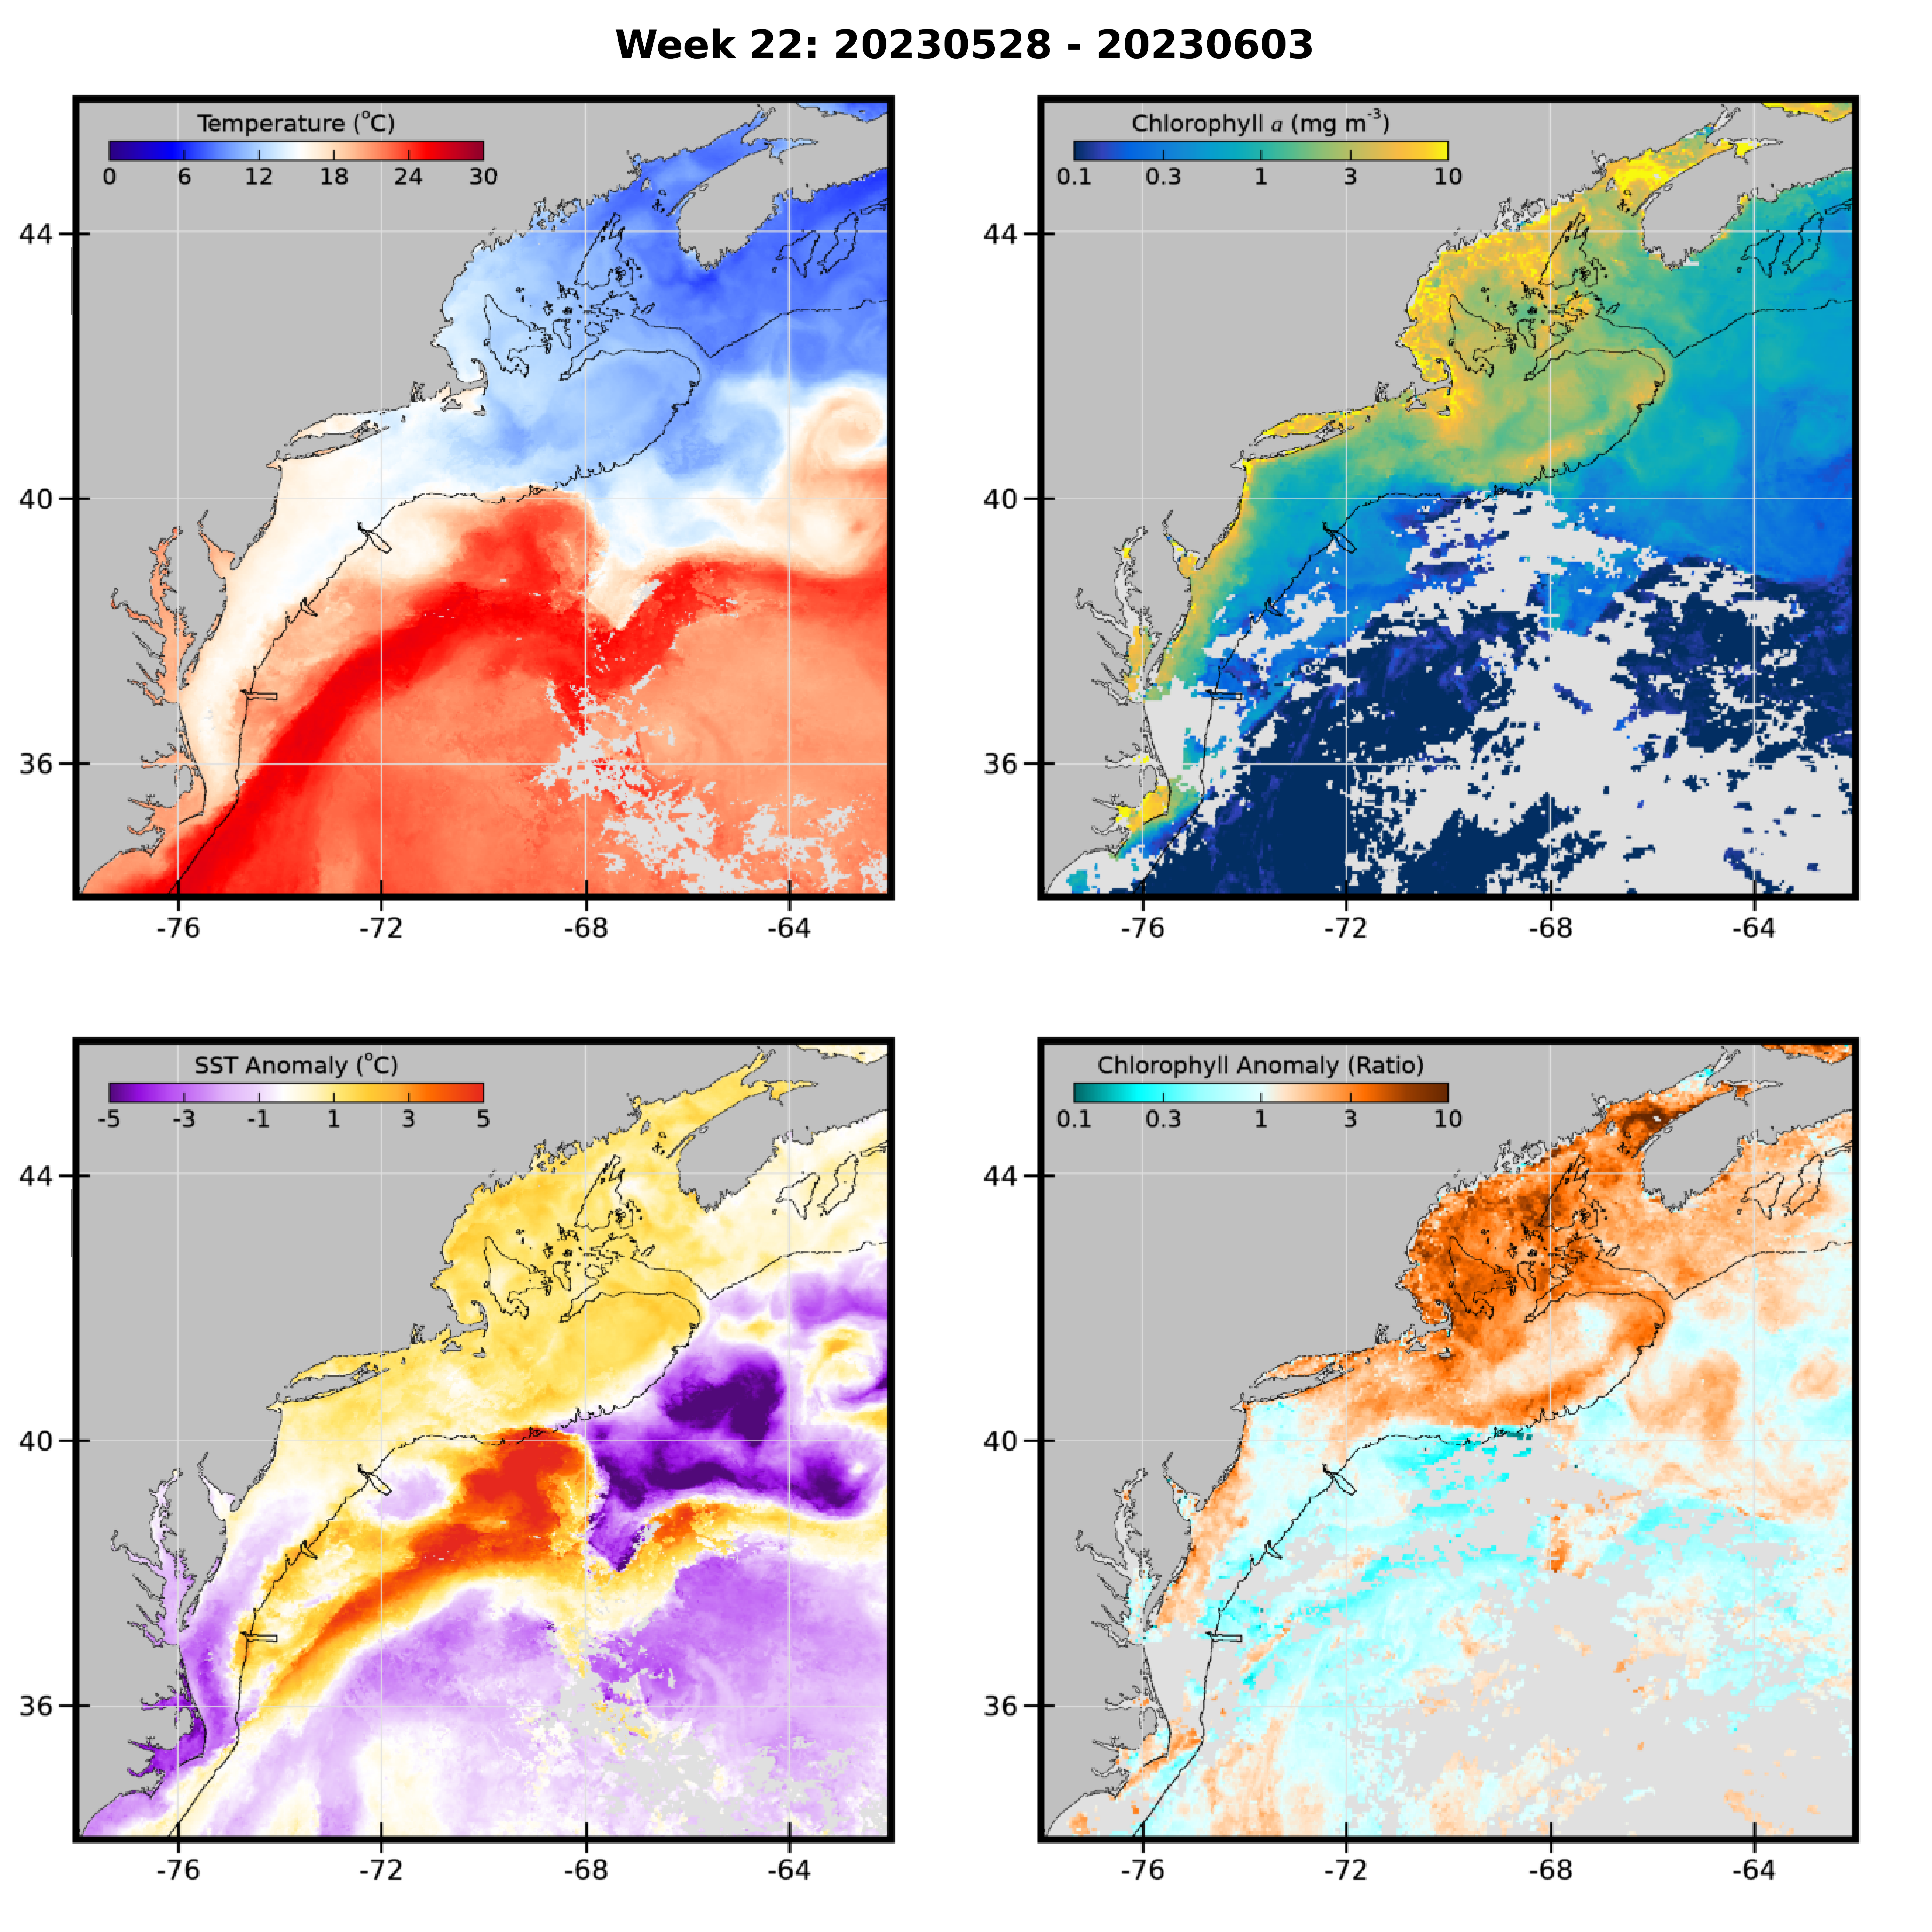 Week 22: 20230528 - 20230603
Temperature (°C)
0 6 12 18 24 30
44
40
36
-76 -72 -68 -64
Chlorophyll a (mg m⁻³)
0.1 0.3 1 3 10
44
40
36
-76 -72 -68 -64
SST Anomaly (°C)
-5 -3 -1 1 3 5
44
40
36
-76 -72 -68 -64
Chlorophyll Anomaly (Ratio)
0.1 0.3 1 3 10
44
40
36
-76 -72 -68 -64